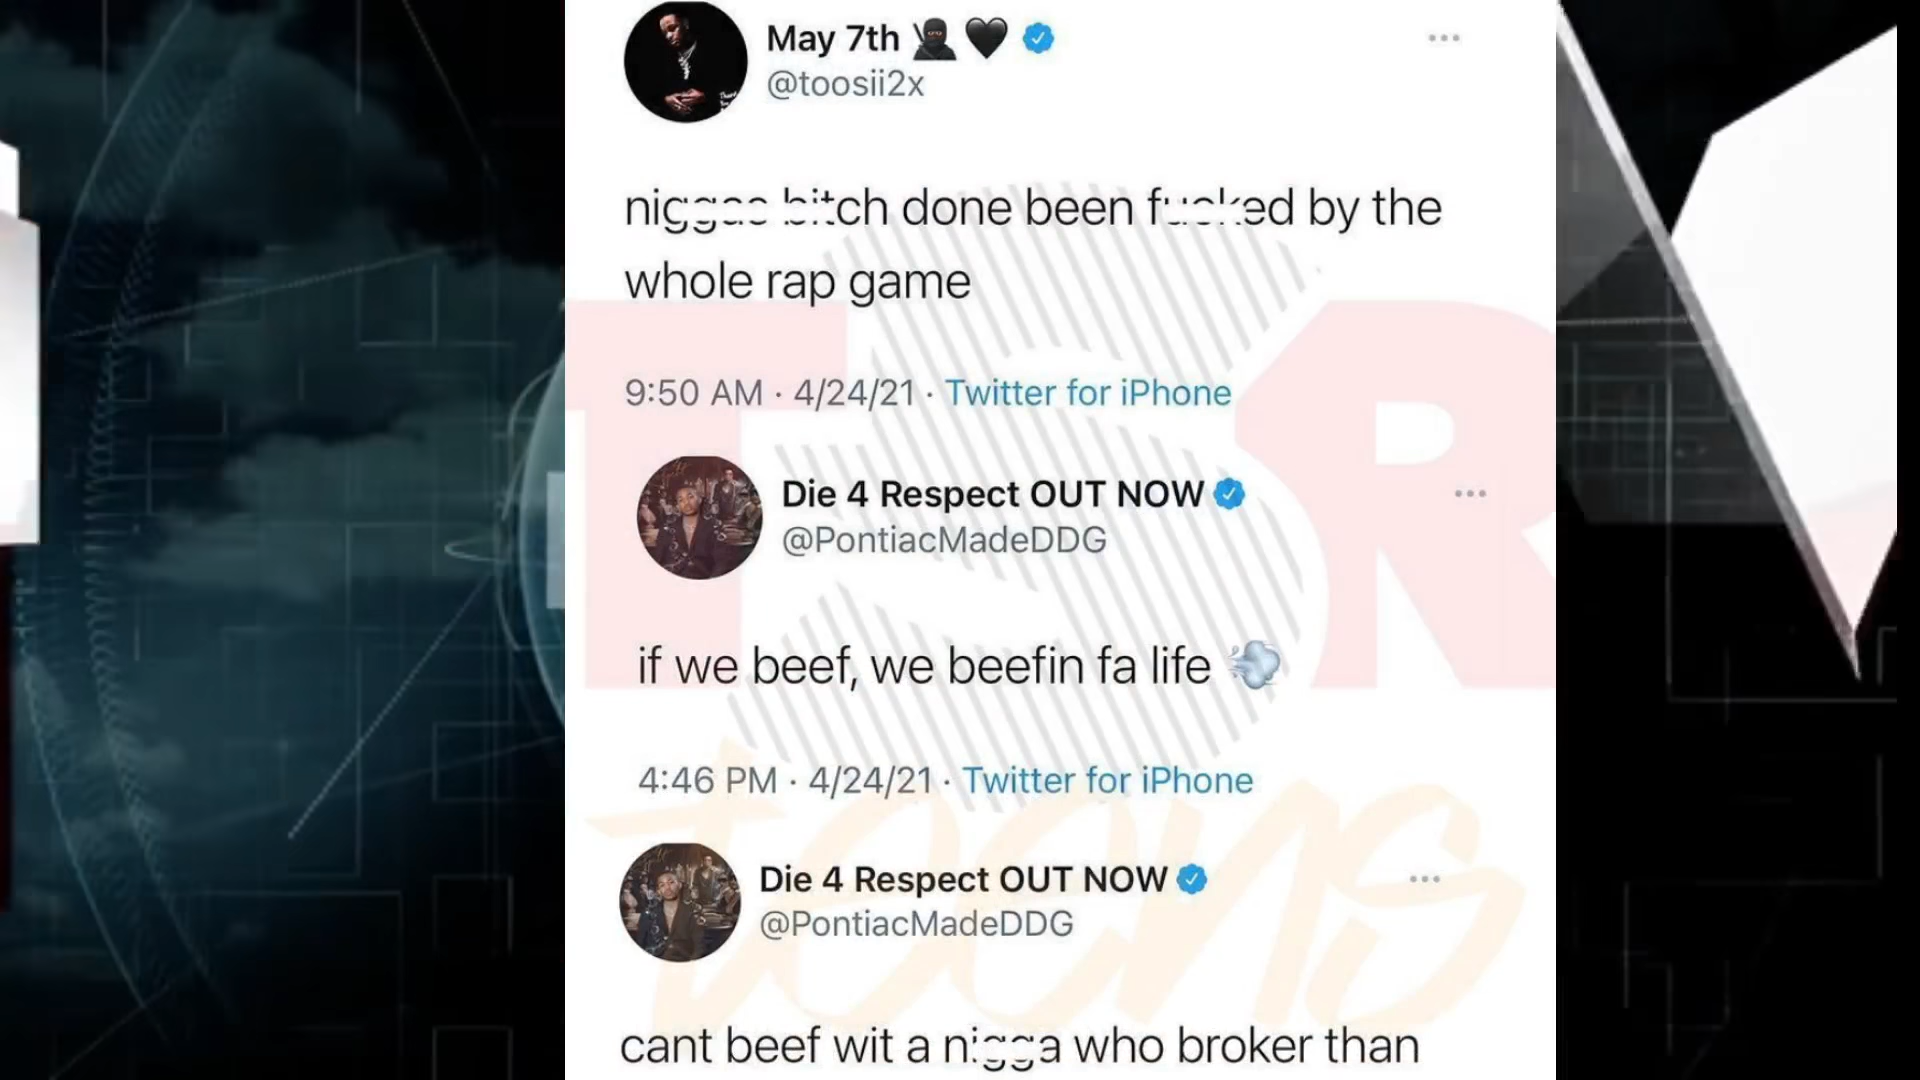 May 7th 🥷🏿🖤
@toosii2x
niggas bitch done been fucked by the
whole rap game
9:50 AM · 4/24/21 · Twitter for iPhone
Die 4 Respect OUT NOW
@PontiacMadeDDG
if we beef, we beefin fa life 💨
4:46 PM · 4/24/21 · Twitter for iPhone
Die 4 Respect OUT NOW
@PontiacMadeDDG
cant beef wit a nigga who broker than
TSR
toons